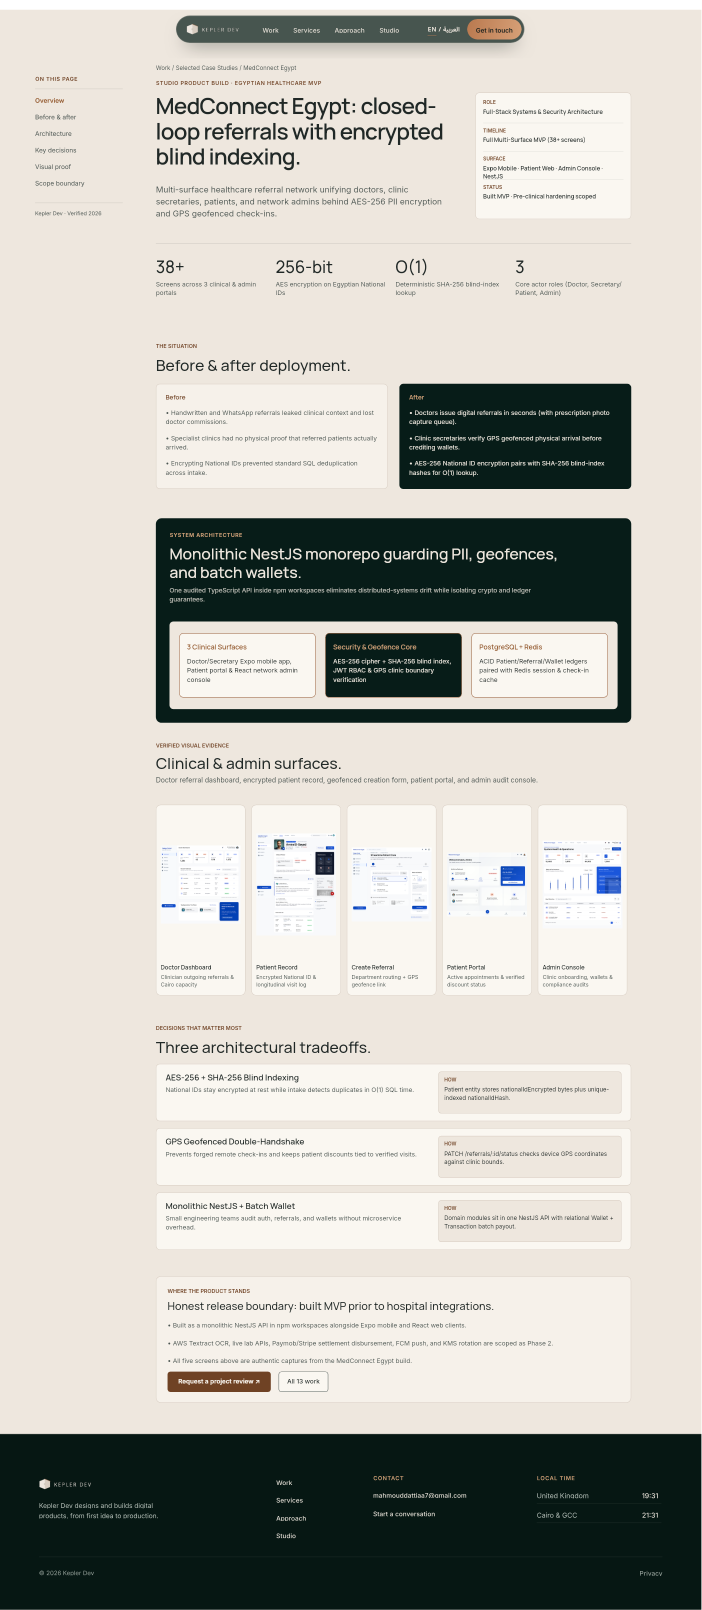 KEPLER DEV
Work
Services
Approach
Studio
EN / العربية
Get in touch
ON THIS PAGE
Overview
Before & after
Architecture
Key decisions
Visual proof
Scope boundary
Kepler Dev · Verified 2026
Work / Selected Case Studies / MedConnect Egypt
STUDIO PRODUCT BUILD · EGYPTIAN HEALTHCARE MVP
MedConnect Egypt: closed-
loop referrals with encrypted
blind indexing.
Multi-surface healthcare referral network unifying doctors, clinic
secretaries, patients, and network admins behind AES-256 PII encryption
and GPS geofenced check-ins.
ROLE
Full-Stack Systems & Security Architecture
TIMELINE
Full Multi-Surface MVP (38+ screens)
SURFACE
Expo Mobile · Patient Web · Admin Console ·
NestJS
STATUS
Built MVP · Pre-clinical hardening scoped
38+
Screens across 3 clinical & admin
portals
256-bit
AES encryption on Egyptian National
IDs
O(1)
Deterministic SHA-256 blind-index
lookup
3
Core actor roles (Doctor, Secretary/
Patient, Admin)
THE SITUATION
Before & after deployment.
Before
• Handwritten and WhatsApp referrals leaked clinical context and lost
doctor commissions.
• Specialist clinics had no physical proof that referred patients actually
arrived.
• Encrypting National IDs prevented standard SQL deduplication
across intake.
After
• Doctors issue digital referrals in seconds (with prescription photo
capture queue).
• Clinic secretaries verify GPS geofenced physical arrival before
crediting wallets.
• AES-256 National ID encryption pairs with SHA-256 blind-index
hashes for O(1) lookup.
SYSTEM ARCHITECTURE
Monolithic NestJS monorepo guarding PII, geofences,
and batch wallets.
One audited TypeScript API inside npm workspaces eliminates distributed-systems drift while isolating crypto and ledger
guarantees.
3 Clinical Surfaces
Doctor/Secretary Expo mobile app,
Patient portal & React network admin
console
Security & Geofence Core
AES-256 cipher + SHA-256 blind index,
JWT RBAC & GPS clinic boundary
verification
PostgreSQL + Redis
ACID Patient/Referral/Wallet ledgers
paired with Redis session & check-in
cache
VERIFIED VISUAL EVIDENCE
Clinical & admin surfaces.
Doctor referral dashboard, encrypted patient record, geofenced creation form, patient portal, and admin audit console.
Doctor Dashboard
Clinician outgoing referrals &
Cairo capacity
Patient Record
Encrypted National ID &
longitudinal visit log
Create Referral
Department routing + GPS
geofence link
Patient Portal
Active appointments & verified
discount status
Admin Console
Clinic onboarding, wallets &
compliance audits
DECISIONS THAT MATTER MOST
Three architectural tradeoffs.
AES-256 + SHA-256 Blind Indexing
National IDs stay encrypted at rest while intake detects duplicates in O(1) SQL time.
HOW
Patient entity stores nationalIdEncrypted bytes plus unique-
indexed nationalIdHash.
GPS Geofenced Double-Handshake
Prevents forged remote check-ins and keeps patient discounts tied to verified visits.
HOW
PATCH /referrals/:id/status checks device GPS coordinates
against clinic bounds.
Monolithic NestJS + Batch Wallet
Small engineering teams audit auth, referrals, and wallets without microservice
overhead.
HOW
Domain modules sit in one NestJS API with relational Wallet +
Transaction batch payout.
WHERE THE PRODUCT STANDS
Honest release boundary: built MVP prior to hospital integrations.
• Built as a monolithic NestJS API in npm workspaces alongside Expo mobile and React web clients.
• AWS Textract OCR, live lab APIs, Paymob/Stripe settlement disbursement, FCM push, and KMS rotation are scoped as Phase 2.
• All five screens above are authentic captures from the MedConnect Egypt build.
Request a project review ↗
All 13 work
KEPLER DEV
Kepler Dev designs and builds digital
products, from first idea to production.
Work
Services
Approach
Studio
CONTACT
mahmouddattiaa7@gmail.com
Start a conversation
LOCAL TIME
United Kingdom 19:31
Cairo & GCC 21:31
© 2026 Kepler Dev
Privacy